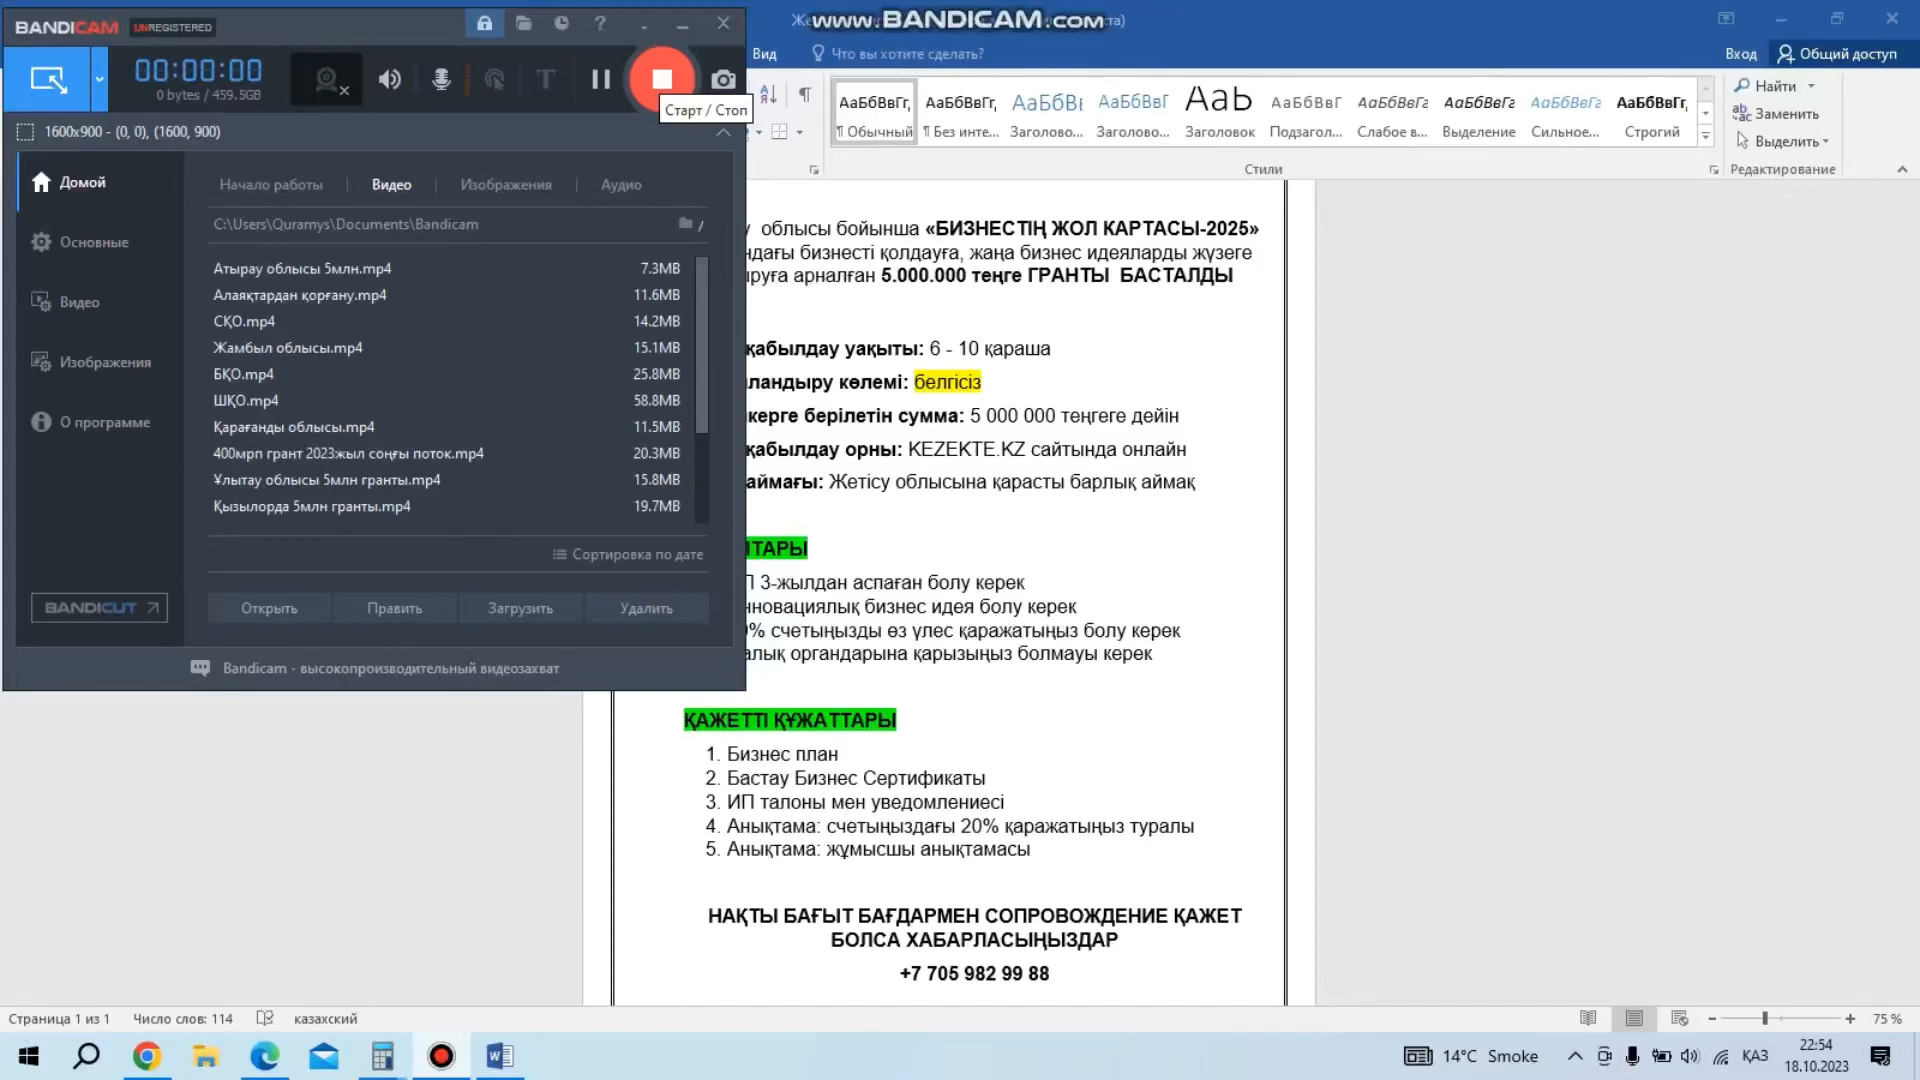 BANDICAM UNREGISTERED
www.BANDICAM.com
00:00:00
0 bytes / 459.5GB
Старт / Стоп
1600x900 - (0, 0), (1600, 900)
Домой
Основные
Видео
Изображения
О программе
BANDICUT
Начало работы
Видео
Изображения
Аудио
C:\Users\Quramys\Documents\Bandicam
Атырау облысы 5млн.mp4 7.3MB
Алаяқтардан қорғану.mp4 11.6MB
СҚО.mp4 14.2MB
Жамбыл облысы.mp4 15.1MB
БҚО.mp4 25.8MB
ШҚО.mp4 58.8MB
Қарағанды облысы.mp4 11.5MB
400мрп грант 2023жыл соңғы поток.mp4 20.3MB
Ұлытау облысы 5млн гранты.mp4 15.8MB
Қызылорда 5млн гранты.mp4 19.7MB
Сортировка по дате
Открыть Править Загрузить Удалить
Bandicam - высокопроизводительный видеозахват
Вид
Что вы хотите сделать?
Вход
Общий доступ
АаБбВвГг, АаБбВвГг, АаБбВі АаБбВвГ АаБ АаБбВвГ АаБбВвГг АаБбВвГг АаБбВвГг АаБбВвГг,
¶ Обычный ¶ Без инте... Заголово... Заголово... Заголовок Подзагол... Слабое в... Выделение Сильное... Строгий
Стили
Найти
Заменить
Выделить
Редактирование
облысы бойынша «БИЗНЕСТІҢ ЖОЛ КАРТАСЫ-2025»
ндағы бизнесті қолдауға, жаңа бизнес идеяларды жүзеге
ыруға арналған 5.000.000 теңге ГРАНТЫ БАСТАЛДЫ
қабылдау уақыты: 6 - 10 қараша
ландыру көлемі: белгісіз
керге берілетін сумма: 5 000 000 теңгеге дейін
қабылдау орны: KEZEKTE.KZ сайтында онлайн
аймағы: Жетісу облысына қарасты барлық аймақ
ТАРЫ
П 3-жылдан аспаған болу керек
нновациялық бизнес идея болу керек
% счетыңызды өз үлес қаражатыңыз болу керек
алық органдарына қарызыңыз болмауы керек
ҚАЖЕТТІ ҚҰЖАТТАРЫ
1. Бизнес план
2. Бастау Бизнес Сертификаты
3. ИП талоны мен уведомлениесі
4. Анықтама: счетыңыздағы 20% қаражатыңыз туралы
5. Анықтама: жұмысшы анықтамасы
НАҚТЫ БАҒЫТ БАҒДАРМЕН СОПРОВОЖДЕНИЕ ҚАЖЕТ
БОЛСА ХАБАРЛАСЫҢЫЗДАР
+7 705 982 99 88
Страница 1 из 1 Число слов: 114 казахский
75 %
14°C Smoke
ҚАЗ
22:54
18.10.2023